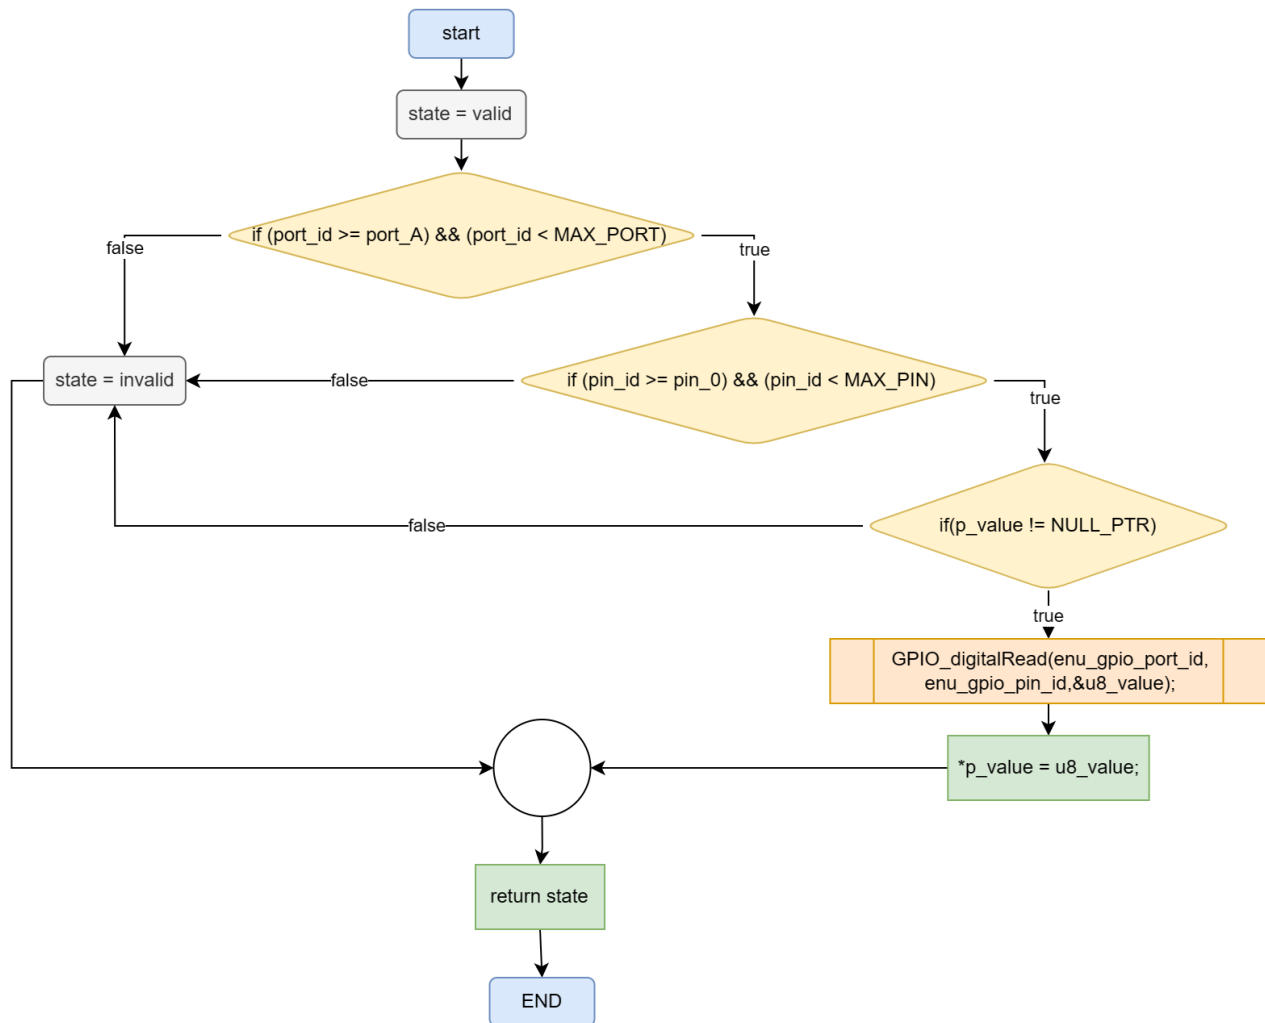 start
state = valid
if (port_id >= port_A) && (port_id < MAX_PORT)
false
true
state = invalid
false
if (pin_id >= pin_0) && (pin_id < MAX_PIN)
true
false
if(p_value != NULL_PTR)
true
GPIO_digitalRead(enu_gpio_port_id,
enu_gpio_pin_id,&u8_value);
*p_value = u8_value;
return state
END